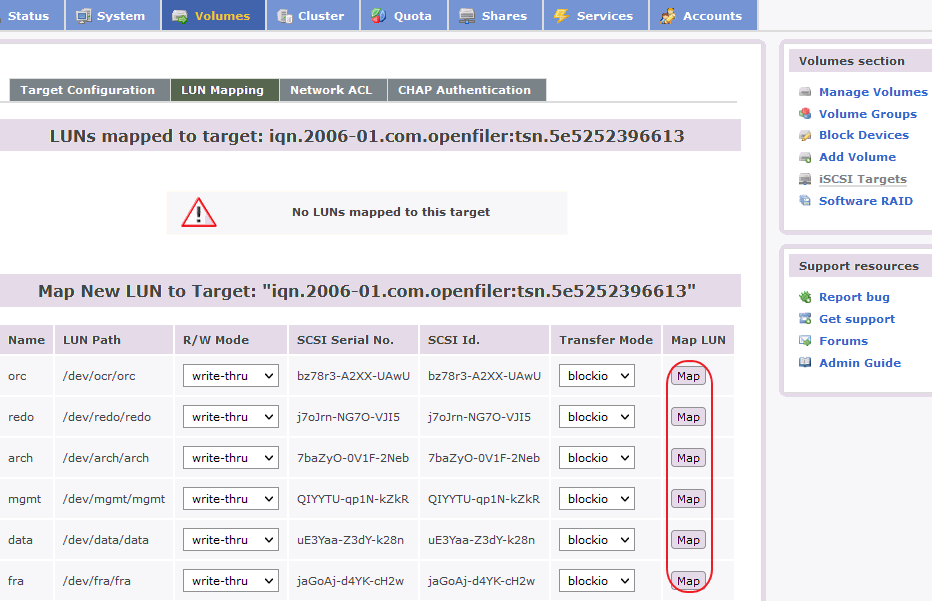 Status System Volumes Cluster Quota Shares Services Accounts
Target Configuration LUN Mapping Network ACL CHAP Authentication
LUNs mapped to target: iqn.2006-01.com.openfiler:tsn.5e5252396613
No LUNs mapped to this target
Map New LUN to Target: "iqn.2006-01.com.openfiler:tsn.5e5252396613"
Name LUN Path R/W Mode SCSI Serial No. SCSI Id. Transfer Mode Map LUN
orc /dev/ocr/orc write-thru bz78r3-A2XX-UAwU bz78r3-A2XX-UAwU blockio Map
redo /dev/redo/redo write-thru j7oJrn-NG7O-VJI5 j7oJrn-NG7O-VJI5 blockio Map
arch /dev/arch/arch write-thru 7baZyO-0V1F-2Neb 7baZyO-0V1F-2Neb blockio Map
mgmt /dev/mgmt/mgmt write-thru QIYYTU-qp1N-kZkR QIYYTU-qp1N-kZkR blockio Map
data /dev/data/data write-thru uE3Yaa-Z3dY-k28n uE3Yaa-Z3dY-k28n blockio Map
fra /dev/fra/fra write-thru jaGoAj-d4YK-cH2w jaGoAj-d4YK-cH2w blockio Map
Volumes section
Manage Volumes
Volume Groups
Block Devices
Add Volume
iSCSI Targets
Software RAID
Support resources
Report bug
Get support
Forums
Admin Guide